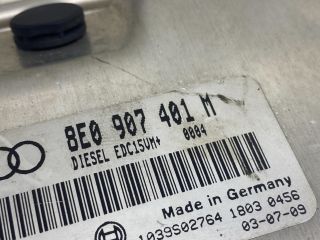 8E0 907 401 M
DIESEL EDC15VM+ 0004
Made in Germany
1039S02764 1803 0456
03-07-09